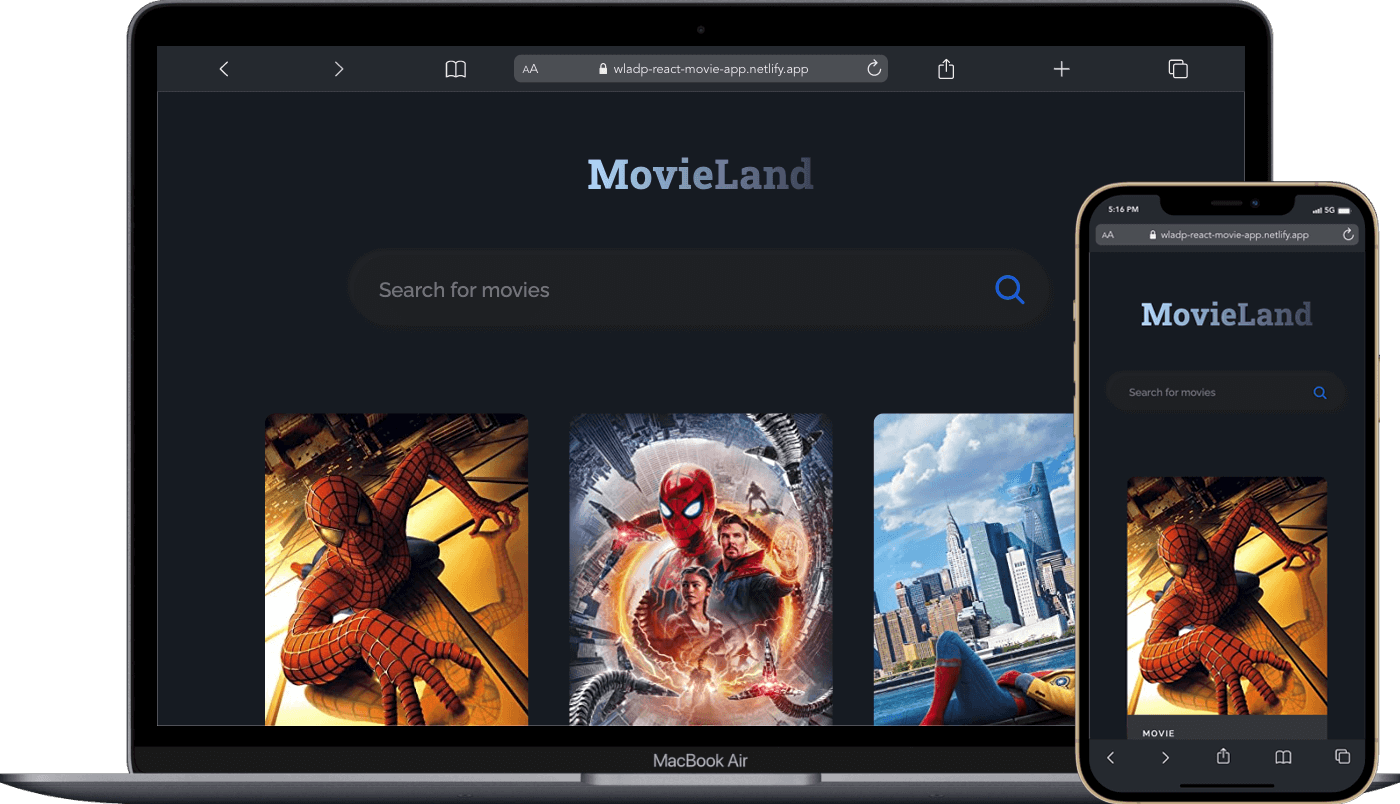 AA wladp-react-movie-app.netlify.app
MovieLand
Search for movies
MacBook Air
5:16 PM 5G
AA wladp-react-movie-app.netlify.app
MovieLand
Search for movies
MOVIE